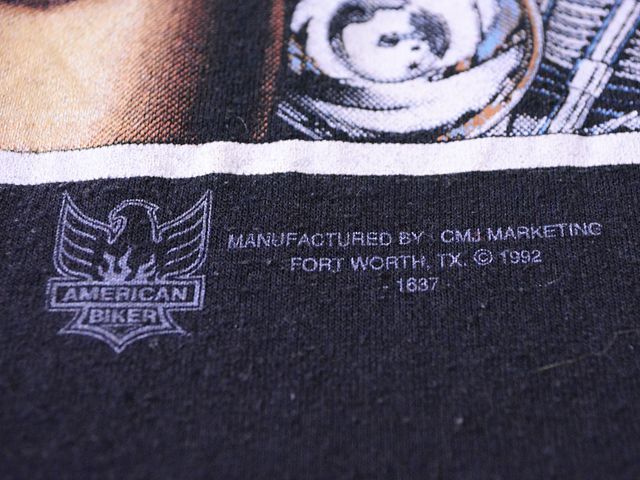 AMERICAN
BIKER
MANUFACTURED BY CMJ MARKETING
FORT WORTH, TX. © 1992
- 1637 -